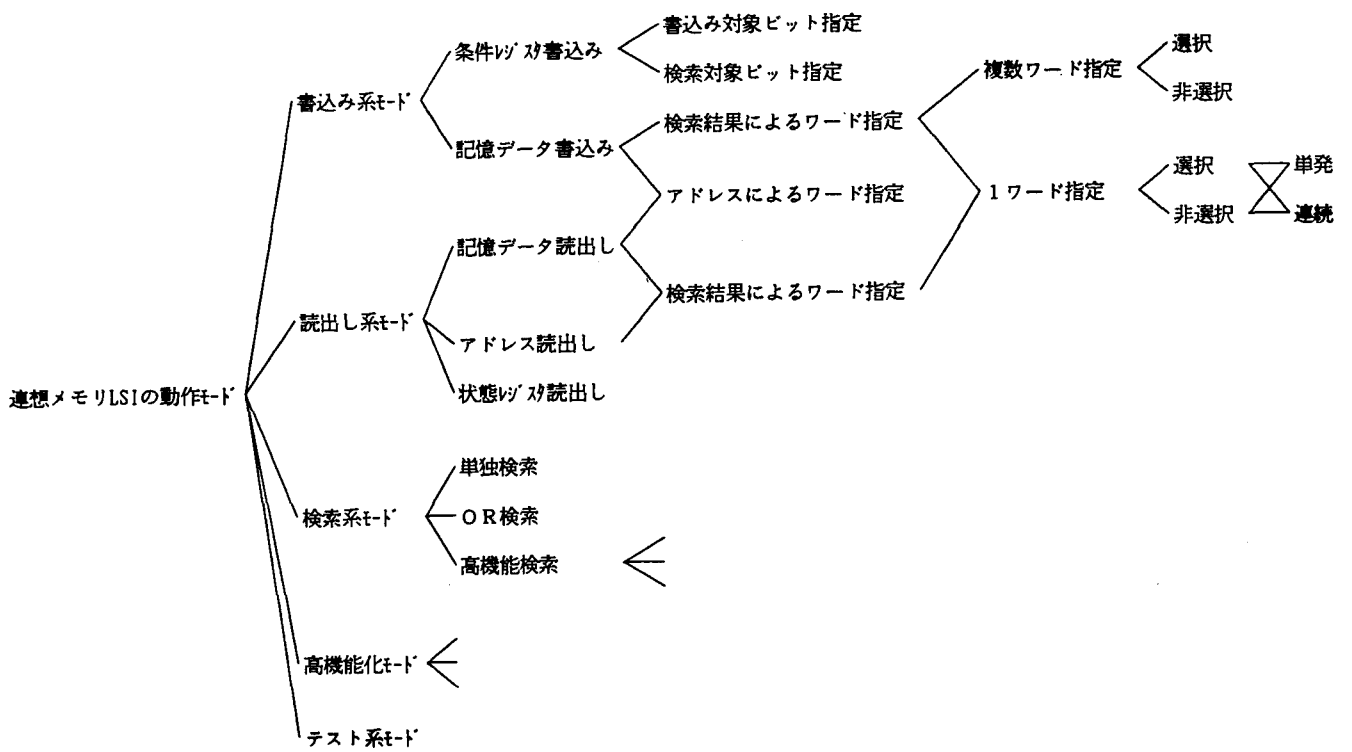 連想メモリLSIの動作ﾓｰﾄﾞ
書込み系ﾓｰﾄﾞ
条件ﾚｼﾞｽﾀ書込み
書込み対象ビット指定
検索対象ビット指定
記憶データ書込み
検索結果によるワード指定
アドレスによるワード指定
複数ワード指定
選択
非選択
1ワード指定
選択
非選択
単発
連続
読出し系ﾓｰﾄﾞ
記憶データ読出し
検索結果によるワード指定
アドレス読出し
状態ﾚｼﾞｽﾀ読出し
検索系ﾓｰﾄﾞ
単独検索
OR検索
高機能検索
高機能化ﾓｰﾄﾞ
テスト系ﾓｰﾄﾞ